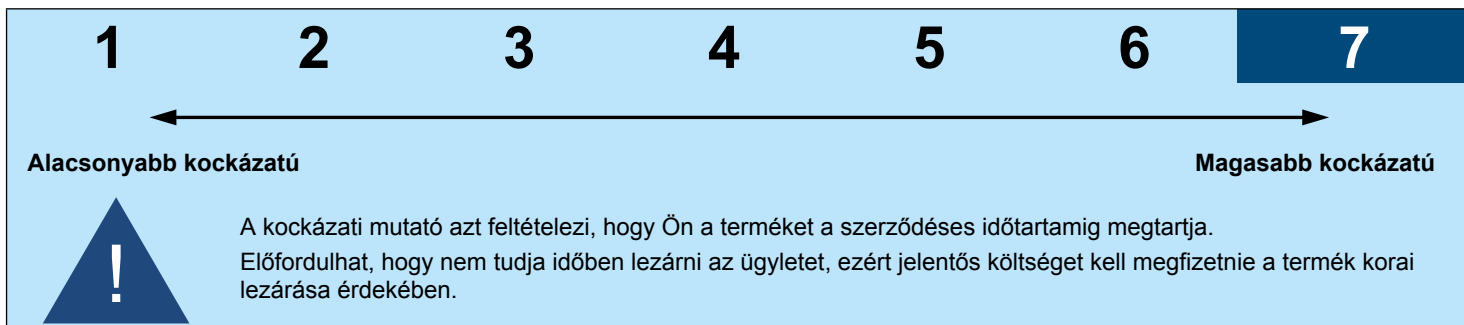 1 2 3 4 5 6 7
Alacsonyabb kockázatú Magasabb kockázatú
A kockázati mutató azt feltételezi, hogy Ön a terméket a szerződéses időtartamig megtartja.
Előfordulhat, hogy nem tudja időben lezárni az ügyletet, ezért jelentős költséget kell megfizetnie a termék korai
lezárása érdekében.
!